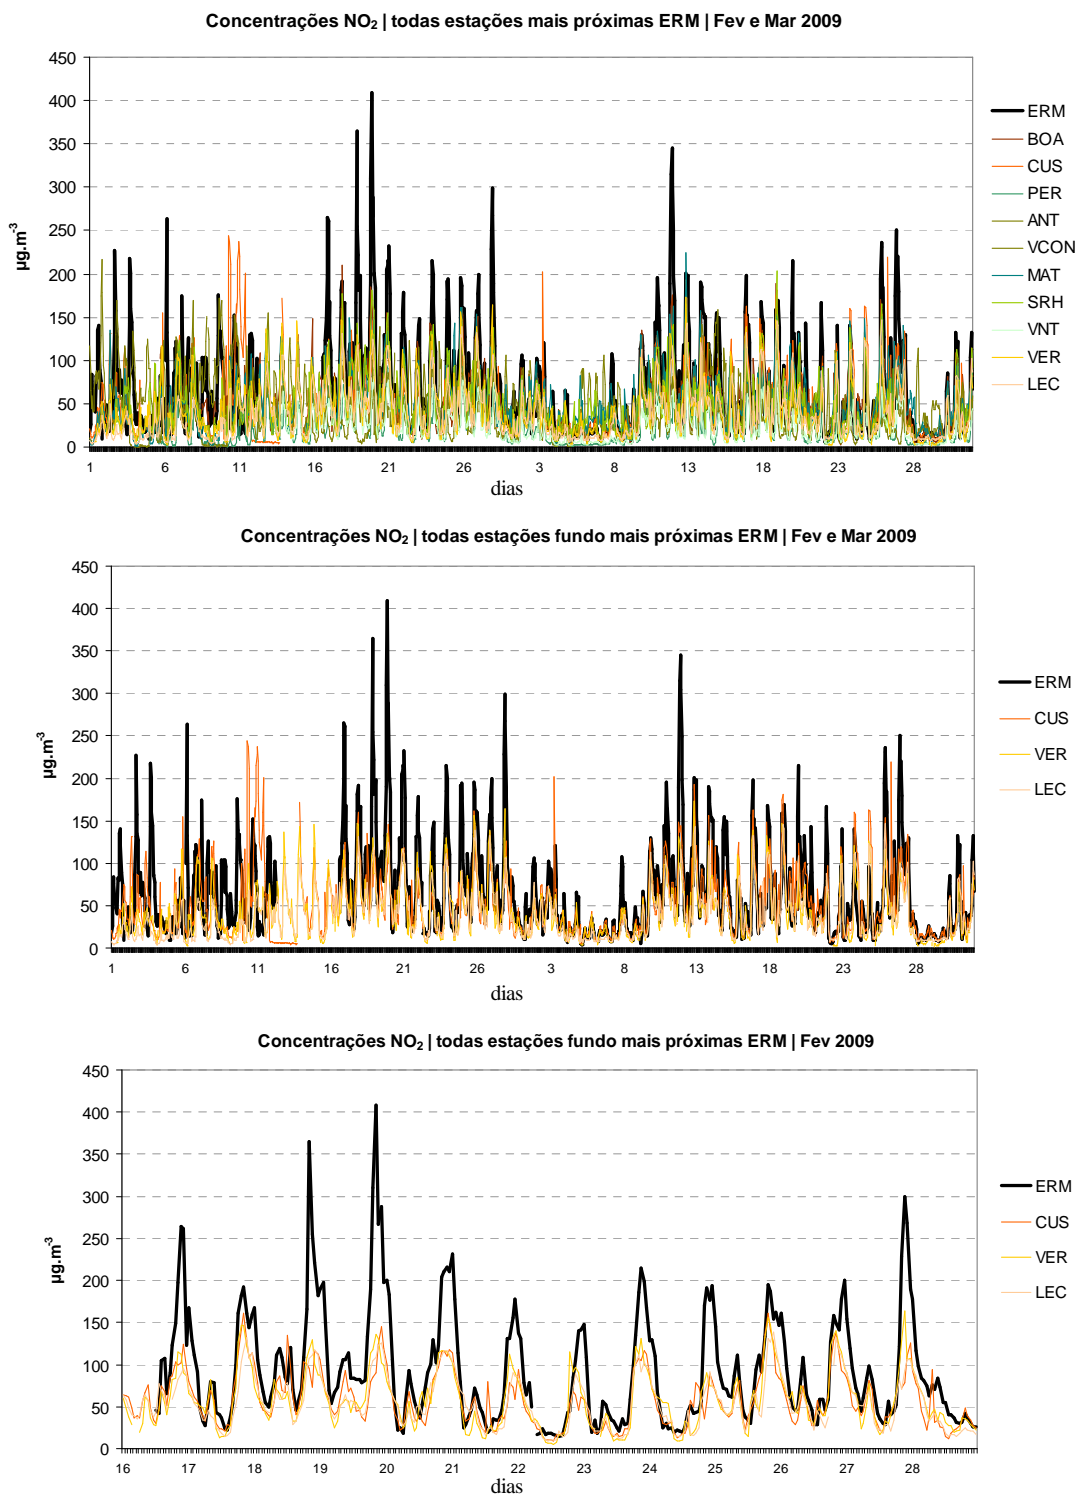 Concentrações NO2 | todas estações mais próximas ERM | Fev e Mar 2009
450
400
350
300
250
200
150
100
50
0
µg.m-3
1 6 11 16 21 26 3 8 13 18 23 28
dias
ERM
BOA
CUS
PER
ANT
VCON
MAT
SRH
VNT
VER
LEC
Concentrações NO2 | todas estações fundo mais próximas ERM | Fev e Mar 2009
450
400
350
300
250
200
150
100
50
0
µg.m-3
1 6 11 16 21 26 3 8 13 18 23 28
dias
ERM
CUS
VER
LEC
Concentrações NO2 | todas estações fundo mais próximas ERM | Fev 2009
450
400
350
300
250
200
150
100
50
0
µg.m-3
16 17 18 19 20 21 22 23 24 25 26 27 28
dias
ERM
CUS
VER
LEC